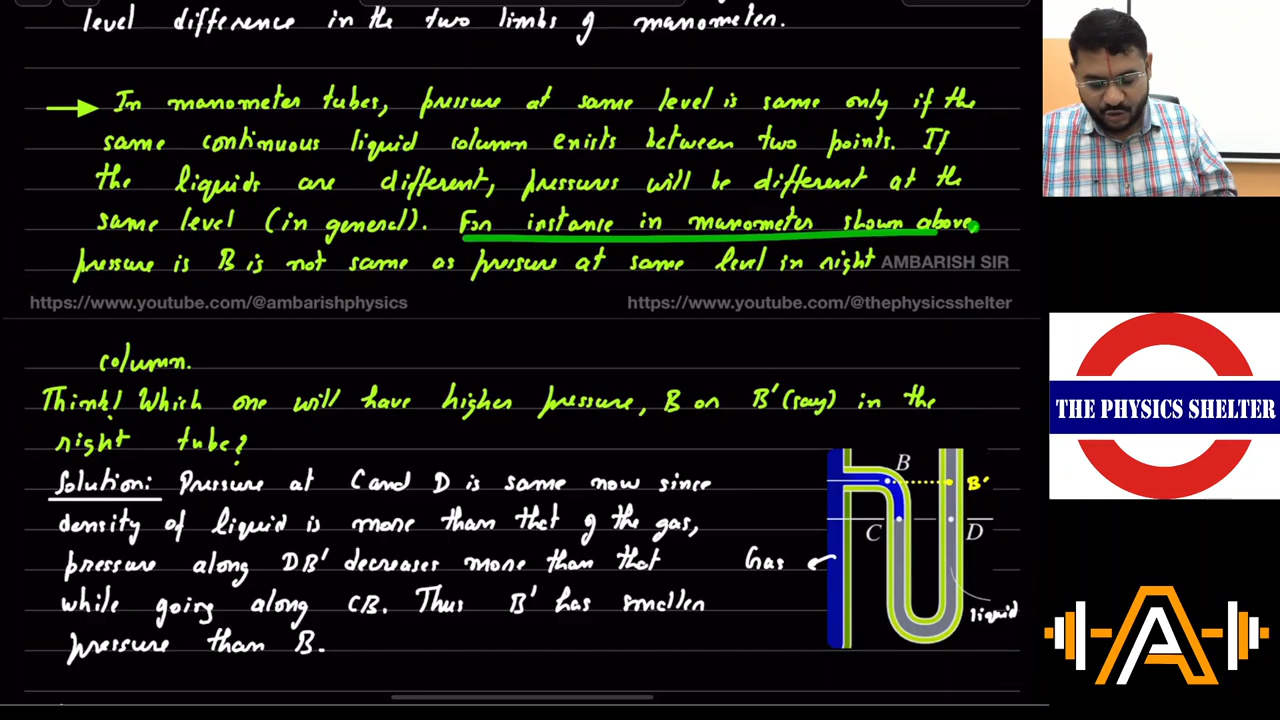 level difference in the two limbs of manometer.
In manometer tubes, pressure at same level is same only if the
same continuous liquid column exists between two points. If
the liquids are different, pressures will be different at the
same level (in general). For instance in manometer shown above
pressure is B is not same as pressure at same level in right
AMBARISH SIR
https://www.youtube.com/@ambarishphysics
https://www.youtube.com/@thephysicsshelter
column.
Think! Which one will have higher pressure, B or B' (say) in the
right tube?
Solution: Pressure at C and D is same now since
density of liquid is more than that of the gas,
pressure along DB' decreases more than that
while going along CB. Thus B' has smaller
pressure than B.
B
B'
C
D
Gas
liquid
THE PHYSICS SHELTER
A